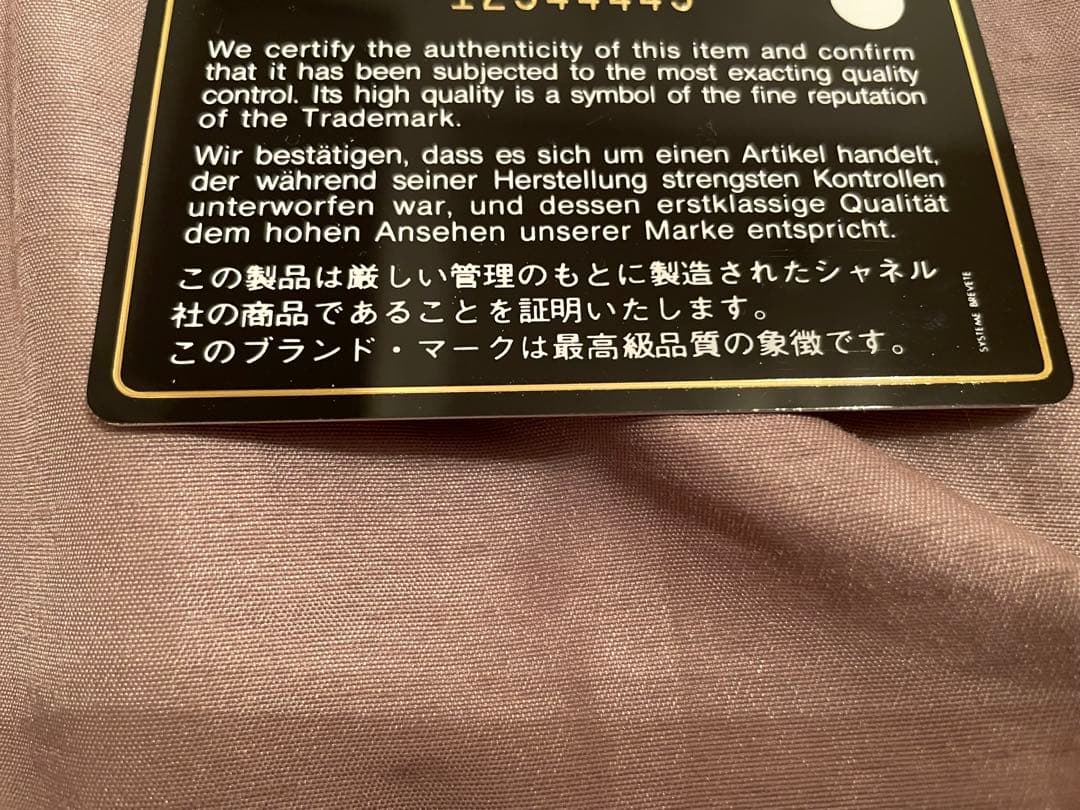 We certify the authenticity of this item and confirm
that it has been subjected to the most exacting quality
control. Its high quality is a symbol of the fine reputation
of the Trademark.
Wir bestätigen, dass es sich um einen Artikel handelt,
der während seiner Herstellung strengsten Kontrollen
unterworfen war, und dessen erstklassige Qualität
dem hohen Ansehen unserer Marke entspricht.
この製品は厳しい管理のもとに製造されたシャネル
社の商品であることを証明いたします。
このブランド・マークは最高級品質の象徴です。
SYSTEME BREVETE